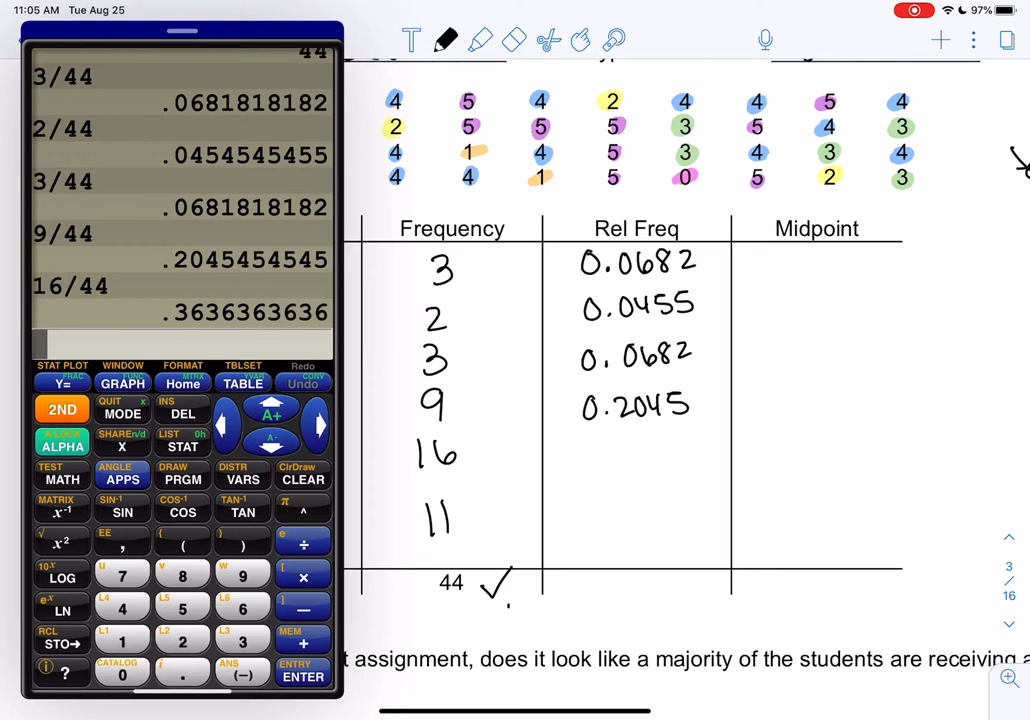 11:05 AM Tue Aug 25
97%
44
3/44
.0681818182
2/44
.0454545455
3/44
.0681818182
9/44
.2045454545
16/44
.3636363636
STAT PLOT WINDOW FORMAT TBLSET Redo
FRAC FUNC MTRX YVAR CONV
Y= GRAPH Home TABLE Undo
QUIT x INS
2ND MODE DEL A+
A-LOCK SHARE n/d LIST 0h A-
ALPHA X STAT
TEST ANGLE DRAW DISTR ClrDraw
MATH APPS PRGM VARS CLEAR
MATRIX SIN-1 COS-1 TAN-1 π
x-1 SIN COS TAN ^
√ EE { } e
x2 , ( ) ÷
10x u v w [
LOG 7 8 9 ×
ex L4 L5 L6 ]
LN 4 5 6 —
RCL L1 L2 L3 MEM
STO→ 1 2 3 +
i CATALOG i ANS ENTRY
? 0 . (−) ENTER
T
4 5 4 2 4 4 5 4
2 5 5 5 3 5 4 3
4 1 4 5 3 4 3 4
4 4 1 5 0 5 2 3
Frequency Rel Freq Midpoint
3 0.0682
2 0.0455
3 0.0682
9 0.2045
16
11
44 ✓
3
/
16
t assignment, does it look like a majority of the students are receiving a